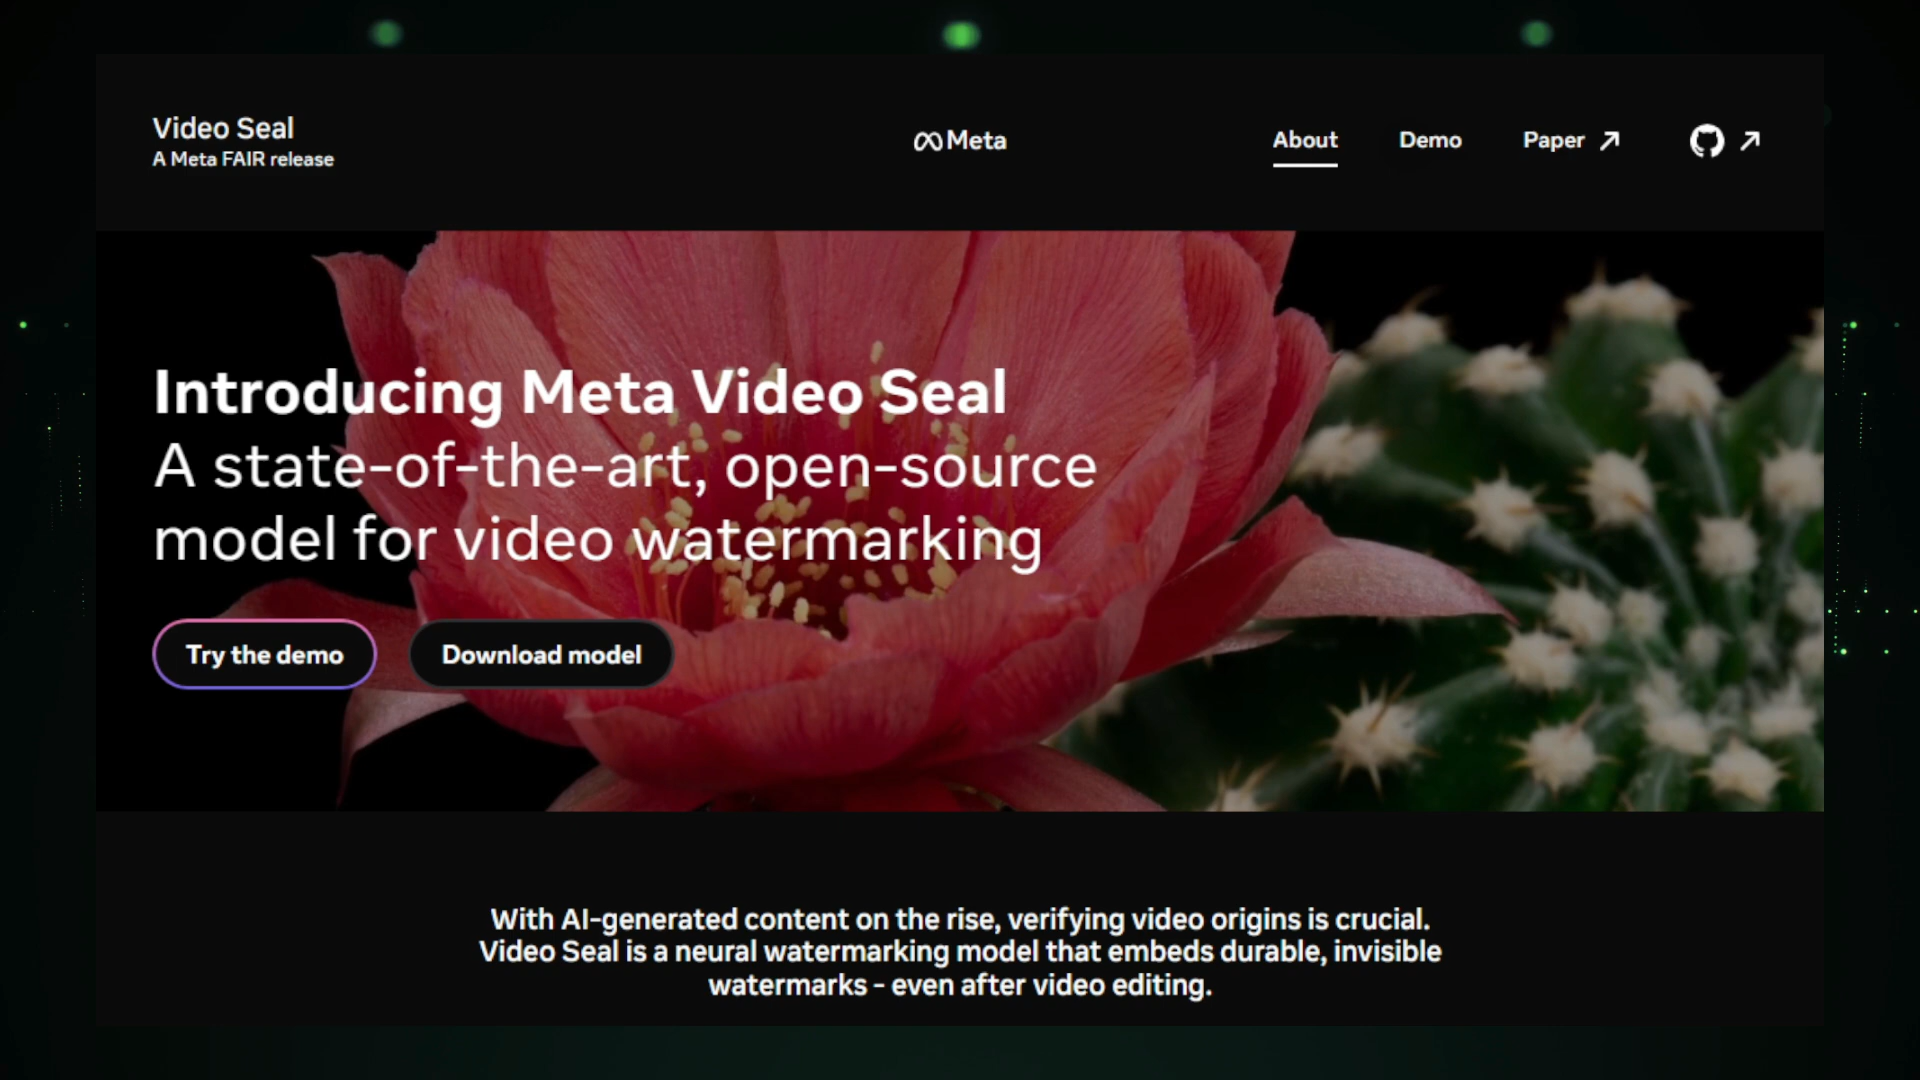 Video Seal
A Meta FAIR release
Meta
About
Demo
Paper
Introducing Meta Video Seal
A state-of-the-art, open-source
model for video watermarking
Try the demo
Download model
With AI-generated content on the rise, verifying video origins is crucial.
Video Seal is a neural watermarking model that embeds durable, invisible
watermarks - even after video editing.